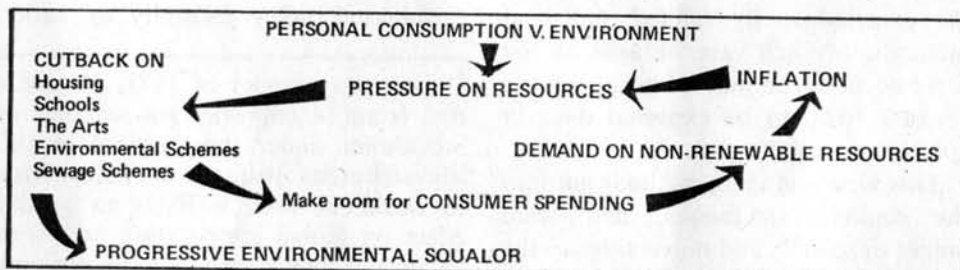 PERSONAL CONSUMPTION V. ENVIRONMENT
CUTBACK ON
Housing
Schools
The Arts
Environmental Schemes
Sewage Schemes
PRESSURE ON RESOURCES
INFLATION
DEMAND ON NON-RENEWABLE RESOURCES
Make room for CONSUMER SPENDING
PROGRESSIVE ENVIRONMENTAL SQUALOR